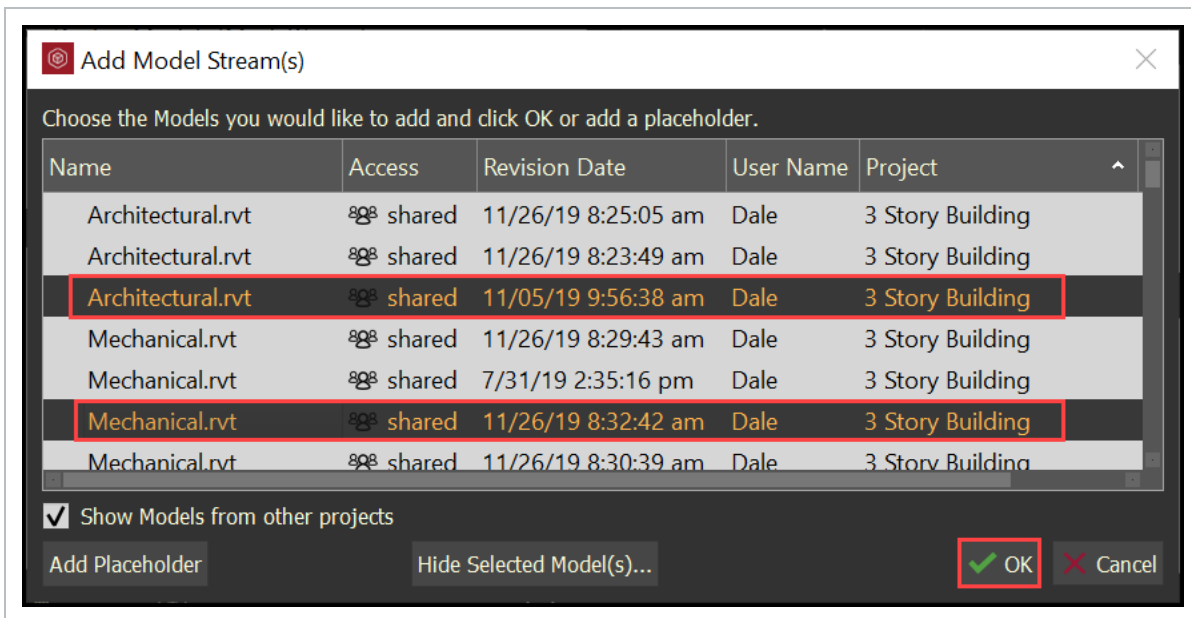 Add Model Stream(s)
Choose the Models you would like to add and click OK or add a placeholder.
Name Access Revision Date User Name Project
Architectural.rvt shared 11/26/19 8:25:05 am Dale 3 Story Building
Architectural.rvt shared 11/26/19 8:23:49 am Dale 3 Story Building
Architectural.rvt shared 11/05/19 9:56:38 am Dale 3 Story Building
Mechanical.rvt shared 11/26/19 8:29:43 am Dale 3 Story Building
Mechanical.rvt shared 7/31/19 2:35:16 pm Dale 3 Story Building
Mechanical.rvt shared 11/26/19 8:32:42 am Dale 3 Story Building
Mechanical.rvt shared 11/26/19 8:30:39 am Dale 3 Story Building
Show Models from other projects
Add Placeholder Hide Selected Model(s)... OK Cancel